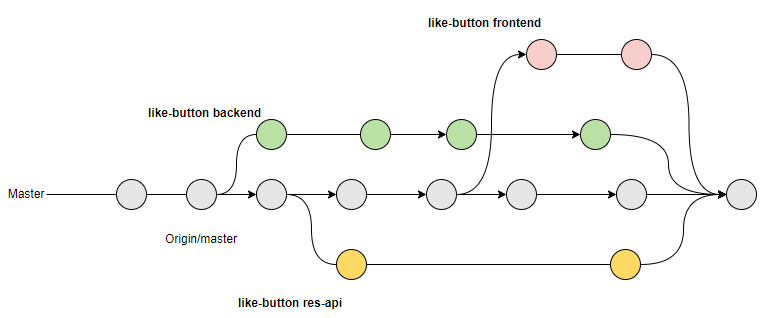 like-button frontend
like-button backend
Master
Origin/master
like-button res-api